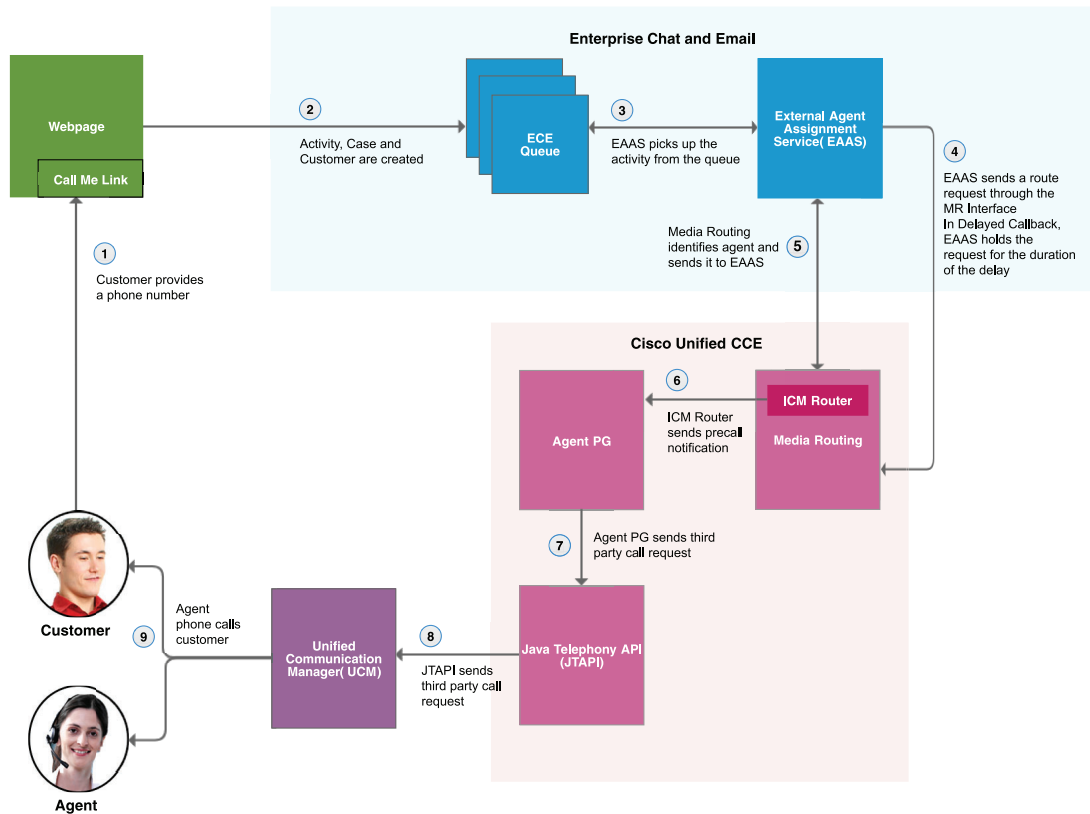 Enterprise Chat and Email
Webpage
Call Me Link
1
Customer provides
a phone number
2
Activity, Case and
Customer are created
ECE
Queue
3
EAAS picks up the
activity from the queue
External Agent
Assignment
Service( EAAS)
4
EAAS sends a route
request through the
MR Interface
In Delayed Callback,
EAAS holds the
request for the duration
of the delay
Media Routing
identifies agent and
sends it to EAAS
5
Cisco Unified CCE
ICM Router
Media Routing
6
ICM Router
sends precall
notification
Agent PG
7
Agent PG sends third
party call request
Java Telephony API
(JTAPI)
8
JTAPI sends
third party call
request
Unified
Communication
Manager( UCM)
9
Agent
phone calls
customer
Customer
Agent